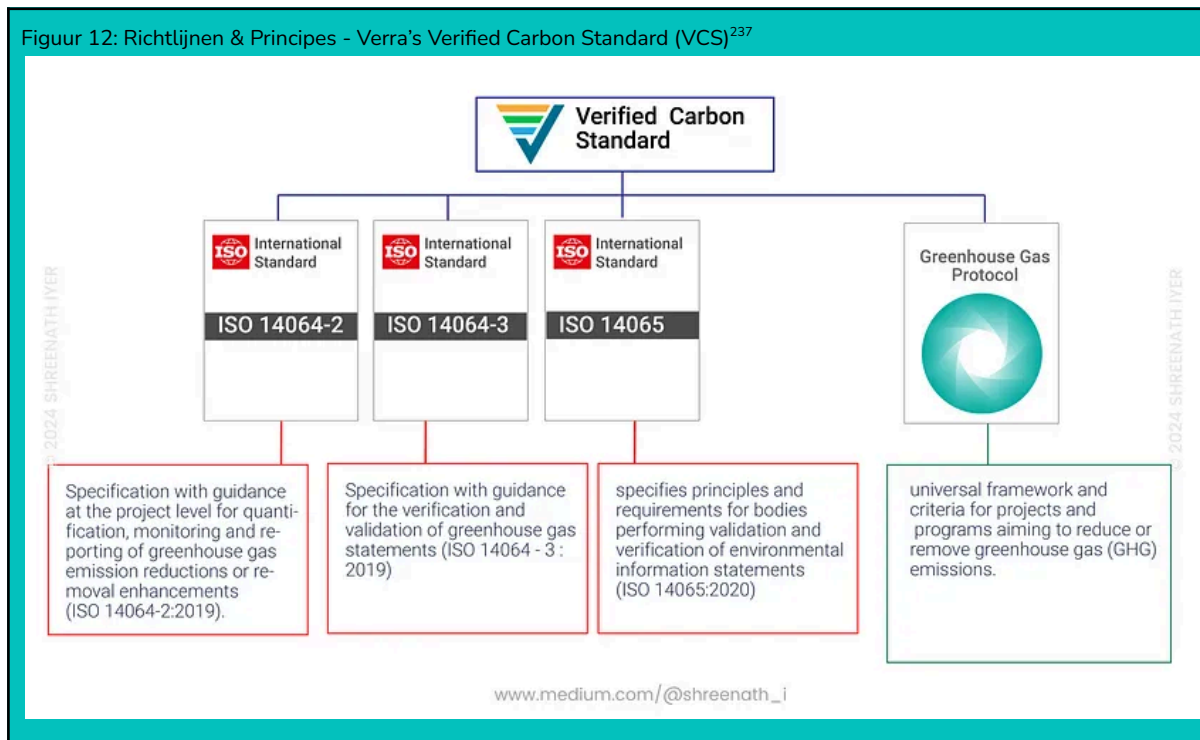 Figuur 12: Richtlijnen & Principes - Verra's Verified Carbon Standard (VCS)237
Verified Carbon
Standard
ISO
International
Standard
ISO 14064-2
ISO
International
Standard
ISO 14064-3
ISO
International
Standard
ISO 14065
Greenhouse Gas
Protocol
Specification with guidance
at the project level for quanti-
fication, monitoring and re-
porting of greenhouse gas
emission reductions or re-
moval enhancements
(ISO 14064-2:2019).
Specification with guidance
for the verification and
validation of greenhouse gas
statements (ISO 14064 - 3 :
2019)
specifies principles and
requirements for bodies
performing validation and
verification of environmental
information statements
(ISO 14065:2020)
universal framework and
criteria for projects and
programs aiming to reduce or
remove greenhouse gas (GHG)
emissions.
© 2024 SHREENATH IYER
© 2024 SHREENATH IYER
www.medium.com/@shreenath_i